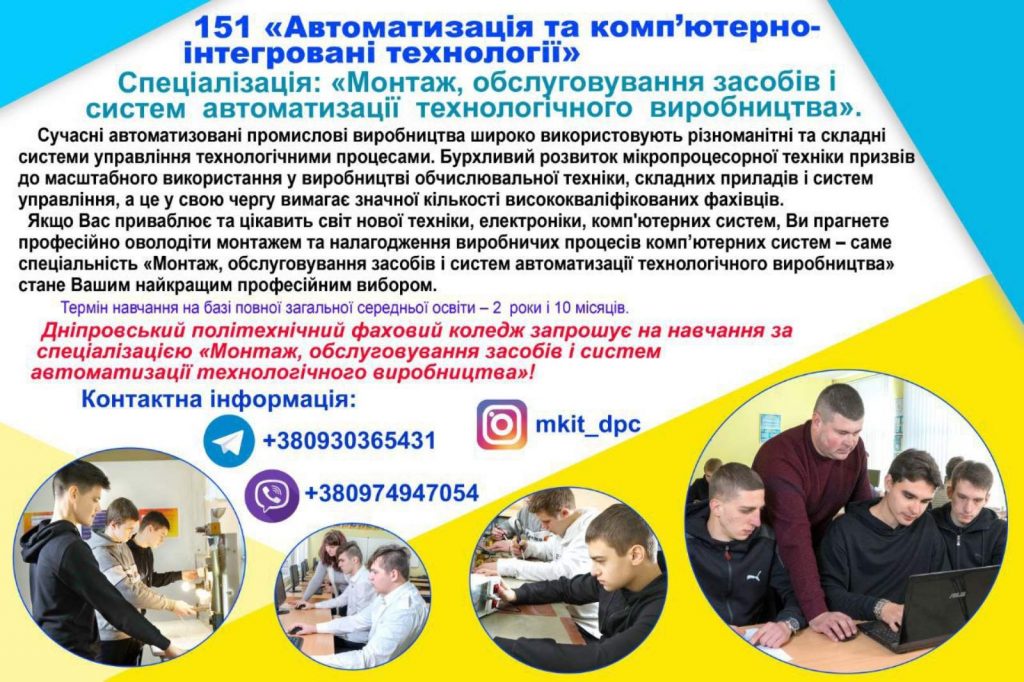 151 «Автоматизація та комп’ютерно-
інтегровані технології»
Спеціалізація: «Монтаж, обслуговування засобів і
систем автоматизації технологічного виробництва».
Сучасні автоматизовані промислові виробництва широко використовують різноманітні та складні
системи управління технологічними процесами. Бурхливий розвиток мікропроцесорної техніки призвів
до масштабного використання у виробництві обчислювальної техніки, складних приладів і систем
управління, а це у свою чергу вимагає значної кількості висококваліфікованих фахівців.
Якщо Вас приваблює та цікавить світ нової техніки, електроніки, комп'ютерних систем, Ви прагнете
професійно оволодіти монтажем та налагодження виробничих процесів комп’ютерних систем – саме
спеціальність «Монтаж, обслуговування засобів і систем автоматизації технологічного виробництва»
стане Вашим найкращим професійним вибором.
Термін навчання на базі повної загальної середньої освіти – 2 роки і 10 місяців.
Дніпровський політехнічний фаховий коледж запрошує на навчання за
спеціалізацією «Монтаж, обслуговування засобів і систем
автоматизації технологічного виробництва»!
Контактна інформація:
+380930365431
mkit_dpc
+380974947054
ASUS